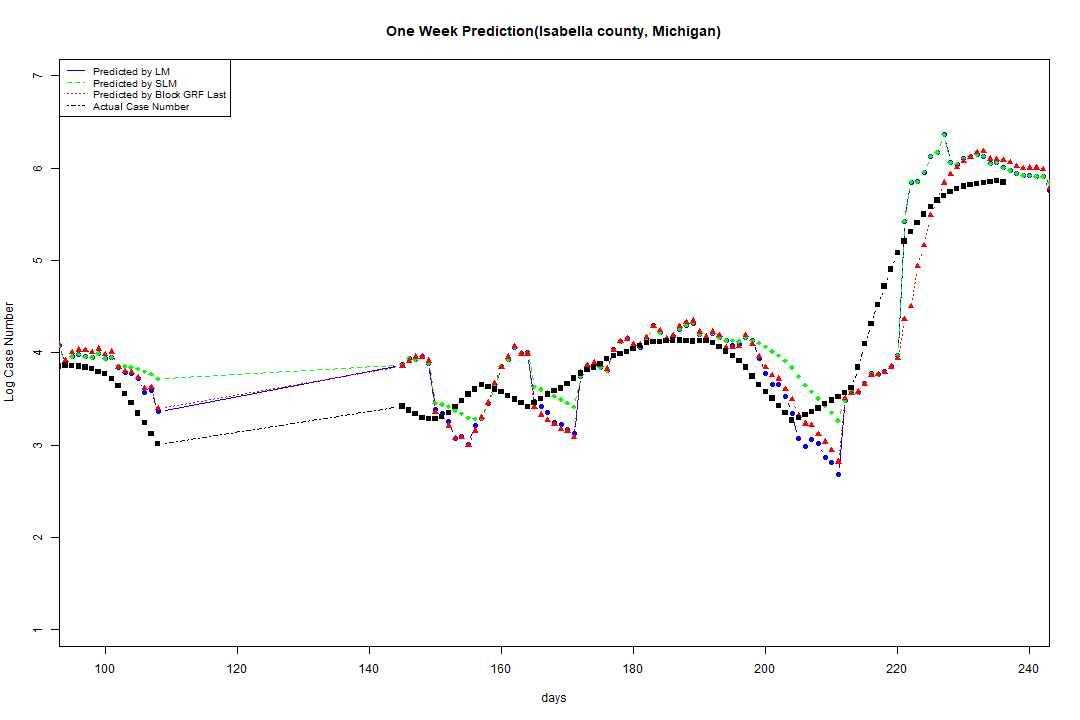 One Week Prediction(Isabella county, Michigan)
Predicted by LM
Predicted by SLM
Predicted by Block GRF Last
Actual Case Number
7
6
5
4
3
2
1
Log Case Number
100 120 140 160 180 200 220 240
days